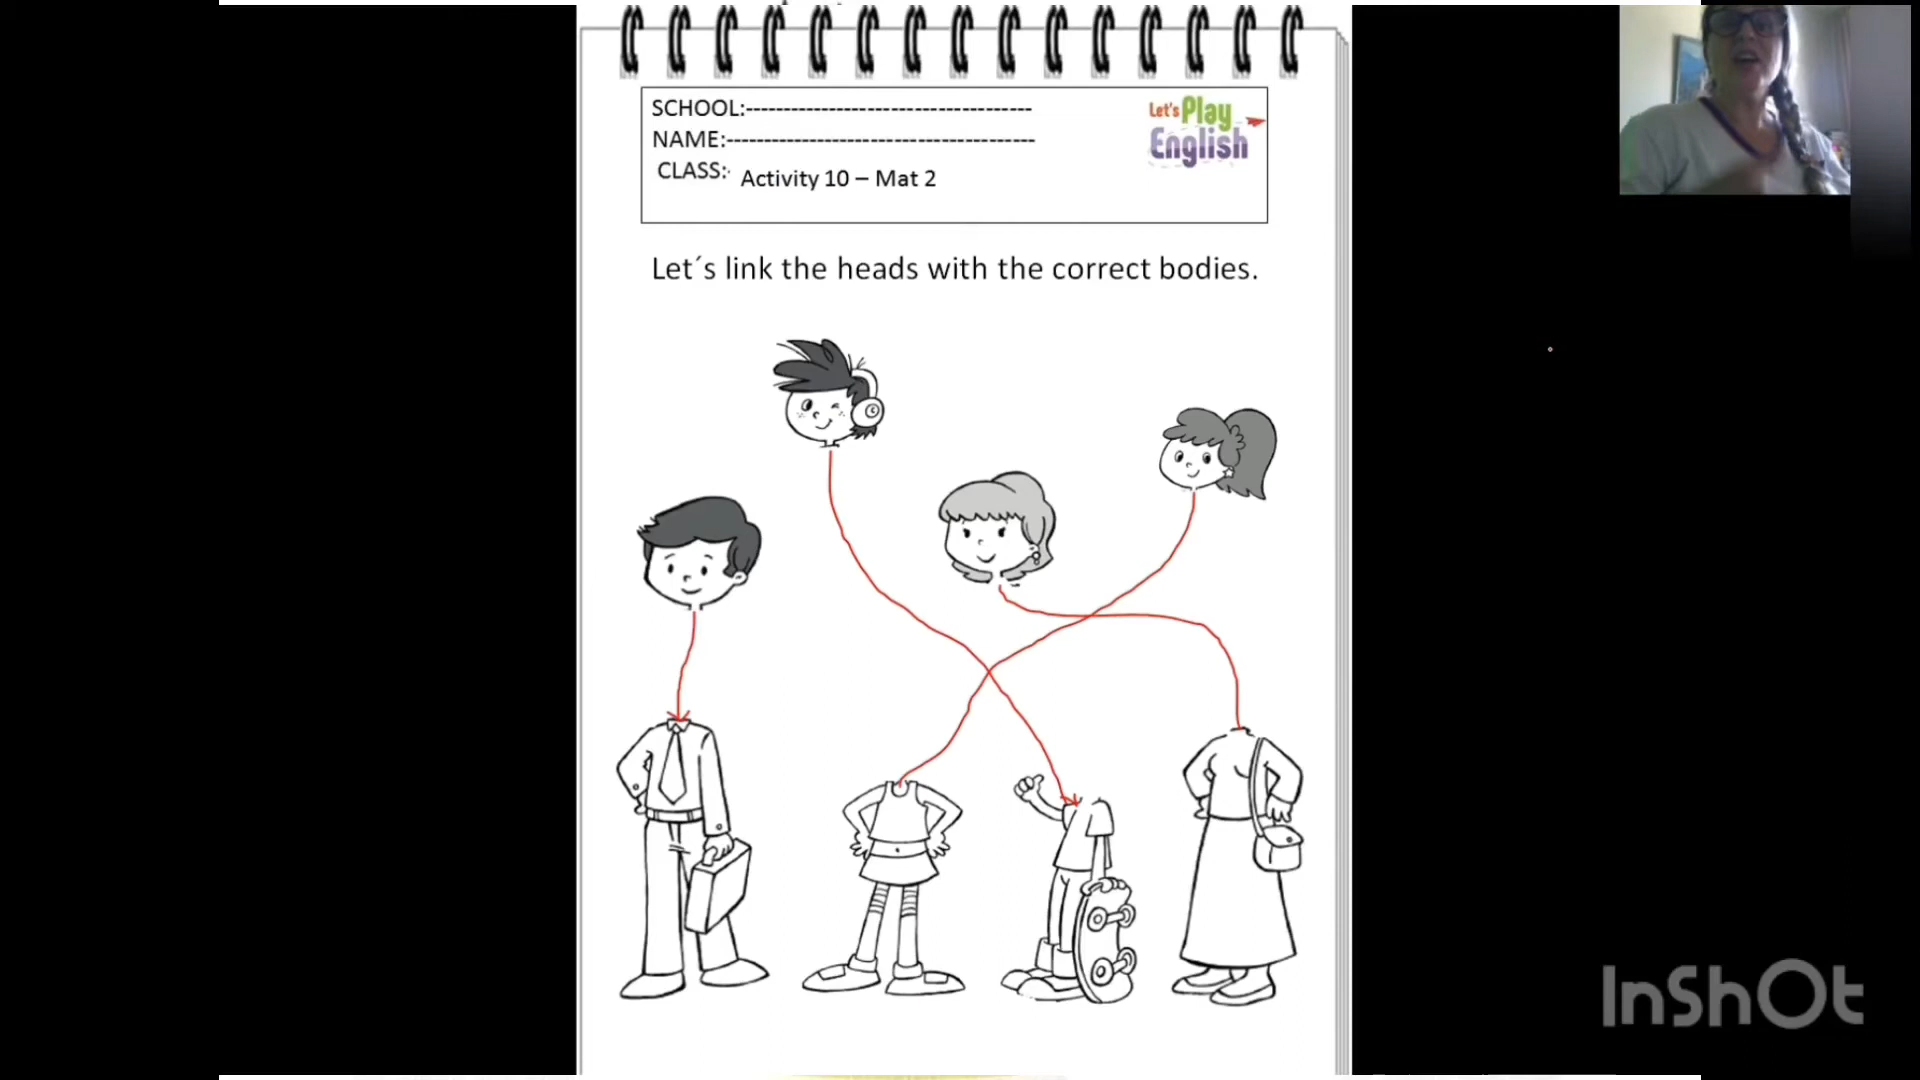 SCHOOL:--------------------------------------
NAME:-----------------------------------------
CLASS:- Activity 10 – Mat 2
Let's Play
English
Let´s link the heads with the correct bodies.
InShOt